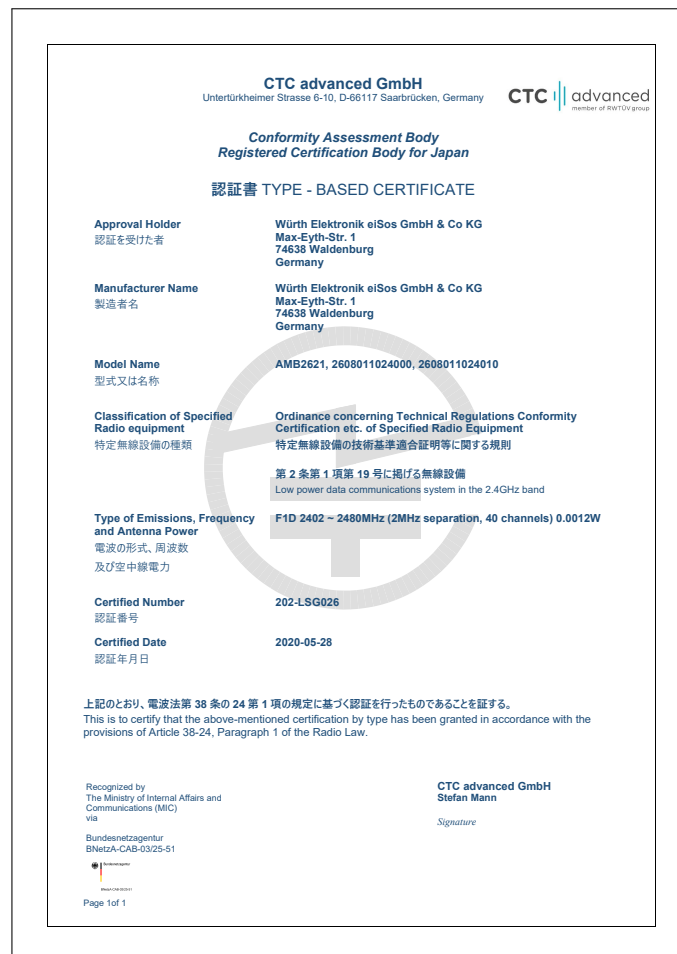 CTC advanced GmbH
Untertürkheimer Strasse 6-10, D-66117 Saarbrücken, Germany
CTC advanced
member of RWTÜV group
Conformity Assessment Body
Registered Certification Body for Japan
認証書 TYPE - BASED CERTIFICATE
Approval Holder
認証を受けた者
Würth Elektronik eiSos GmbH & Co KG
Max-Eyth-Str. 1
74638 Waldenburg
Germany
Manufacturer Name
製造者名
Würth Elektronik eiSos GmbH & Co KG
Max-Eyth-Str. 1
74638 Waldenburg
Germany
Model Name
型式又は名称
AMB2621, 2608011024000, 2608011024010
Classification of Specified
Radio equipment
特定無線設備の種類
Ordinance concerning Technical Regulations Conformity
Certification etc. of Specified Radio Equipment
特定無線設備の技術基準適合証明等に関する規則
第 2 条第 1 項第 19 号に掲げる無線設備
Low power data communications system in the 2.4GHz band
Type of Emissions, Frequency
and Antenna Power
電波の形式、周波数
及び空中線電力
F1D 2402 ~ 2480MHz (2MHz separation, 40 channels) 0.0012W
Certified Number
認証番号
202-LSG026
Certified Date
認証年月日
2020-05-28
上記のとおり、電波法第 38 条の 24 第 1 項の規定に基づく認証を行ったものであることを証する。
This is to certify that the above-mentioned certification by type has been granted in accordance with the
provisions of Article 38-24, Paragraph 1 of the Radio Law.
Recognized by
The Ministry of Internal Affairs and
Communications (MIC)
via
Bundesnetzagentur
BNetzA-CAB-03/25-51
CTC advanced GmbH
Stefan Mann
Signature
Bundesnetzagentur
BNetzA-CAB-03/25-51
Page 1of 1